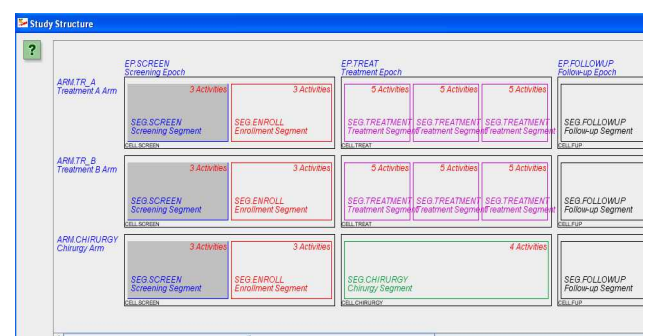 Study Structure
?
EP.SCREEN EP.TREAT EP.FOLLOWUP
Screening Epoch Treatment Epoch Follow-up Epoch
ARM.TR_A
Treatment A Arm
3 Activities 3 Activities 5 Activities 5 Activities 5 Activities
SEG.SCREEN SEG.ENROLL SEG.TREATMENT SEG.TREATMENT SEG.TREATMENT SEG.FOLLOWUP
Screening Segment Enrollment Segment Treatment Segment Treatment Segment Treatment Segment Follow-up Segment
CELL.SCREEN CELL.TREAT CELL.FUP
ARM.TR_B
Treatment B Arm
3 Activities 3 Activities 5 Activities 5 Activities 5 Activities
SEG.SCREEN SEG.ENROLL SEG.TREATMENT SEG.TREATMENT SEG.TREATMENT SEG.FOLLOWUP
Screening Segment Enrollment Segment Treatment Segment Treatment Segment Treatment Segment Follow-up Segment
CELL.SCREEN CELL.TREAT CELL.FUP
ARM.CHIRURGY
Chirurgy Arm
3 Activities 3 Activities 4 Activities
SEG.SCREEN SEG.ENROLL SEG.CHIRURGY SEG.FOLLOWUP
Screening Segment Enrollment Segment Chirurgy Segment Follow-up Segment
CELL.SCREEN CELL.CHIRURGY CELL.FUP